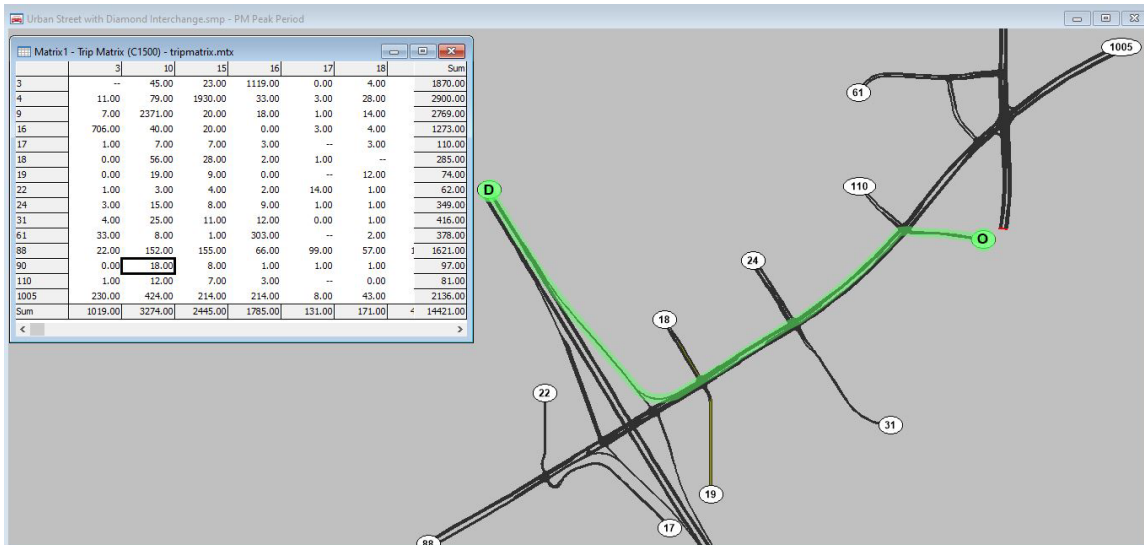 Urban Street with Diamond Interchange.smp - PM Peak Period
Matrix1 - Trip Matrix (C1500) - tripmatrix.mtx
3 10 15 16 17 18 Sum
3 -- 45.00 23.00 1119.00 0.00 4.00 1870.00
4 11.00 79.00 1930.00 33.00 3.00 28.00 2900.00
9 7.00 2371.00 20.00 18.00 1.00 14.00 2769.00
16 706.00 40.00 20.00 0.00 3.00 4.00 1273.00
17 1.00 7.00 7.00 3.00 -- 3.00 110.00
18 0.00 56.00 28.00 2.00 1.00 -- 285.00
19 0.00 19.00 9.00 0.00 -- 12.00 74.00
22 1.00 3.00 4.00 2.00 14.00 1.00 62.00
24 3.00 15.00 8.00 9.00 1.00 1.00 349.00
31 4.00 25.00 11.00 12.00 0.00 1.00 416.00
61 33.00 8.00 1.00 303.00 -- 2.00 378.00
88 22.00 152.00 155.00 66.00 99.00 57.00 1 1621.00
90 0.00 18.00 8.00 1.00 1.00 1.00 97.00
110 1.00 12.00 7.00 3.00 -- 0.00 81.00
1005 230.00 424.00 214.00 214.00 8.00 43.00 2136.00
Sum 1019.00 3274.00 2445.00 1785.00 131.00 171.00 4 14421.00
1005
61
110
D
O
24
18
22
31
19
17
88